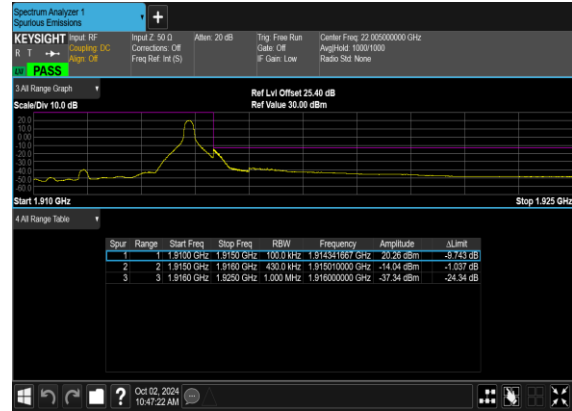 Spectrum Analyzer 1
Spurious Emissions
+
KEYSIGHT Input: RF Input Z: 50 Ω Atten: 20 dB Trig: Free Run Center Freq: 22.005000000 GHz
R T Coupling: DC Corrections: Off Gate: Off Avg|Hold: 1000/1000
Align: Off Freq Ref: Int (S) IF Gain: Low Radio Std: None
PASS
3 All Range Graph
Ref Lvl Offset 25.40 dB
Scale/Div 10.0 dB Ref Value 30.00 dBm
20.0
10.0
0.00
-10.0
-20.0
-30.0
-40.0
-50.0
-60.0
Start 1.910 GHz Stop 1.925 GHz
4 All Range Table
Spur Range Start Freq Stop Freq RBW Frequency Amplitude ΔLimit
1 1 1.9100 GHz 1.9150 GHz 100.0 kHz 1.914341667 GHz 20.26 dBm -9.743 dB
2 2 1.9150 GHz 1.9160 GHz 430.0 kHz 1.915010000 GHz -14.04 dBm -1.037 dB
3 3 1.9160 GHz 1.9250 GHz 1.000 MHz 1.916000000 GHz -37.34 dBm -24.34 dB
? Oct 02, 2024
10:47:22 AM